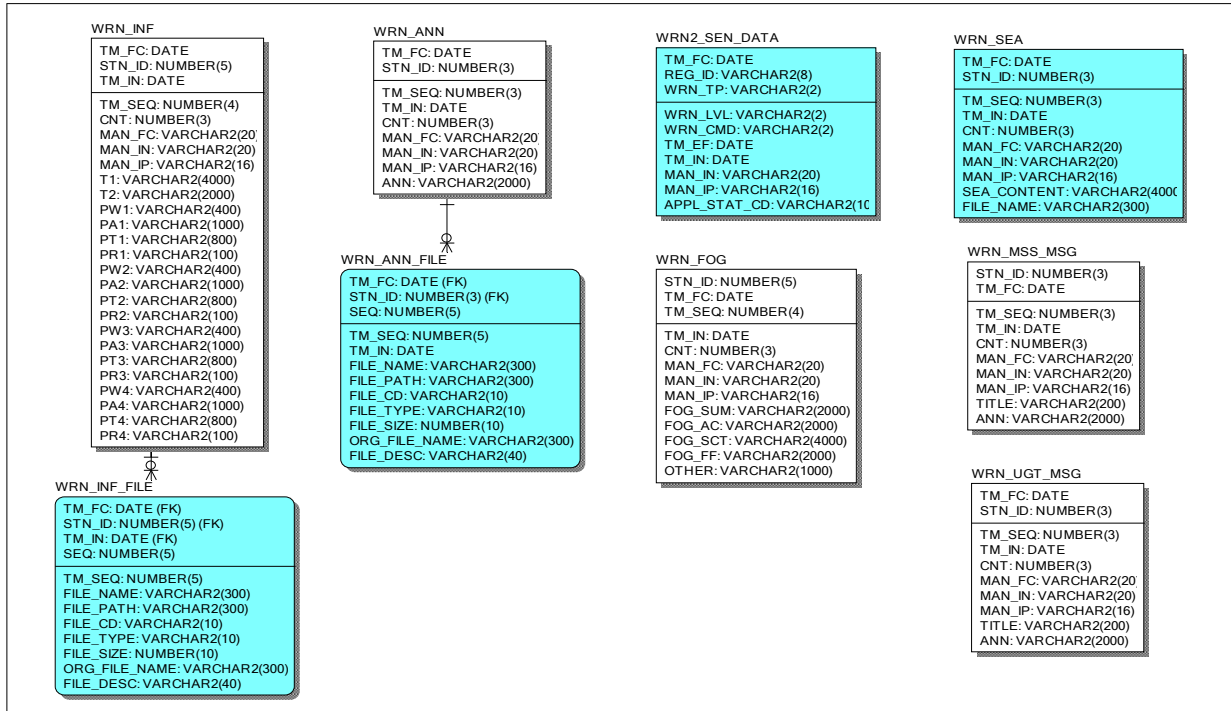 WRN_INF
TM_FC: DATE
STN_ID: NUMBER(5)
TM_IN: DATE
TM_SEQ: NUMBER(4)
CNT: NUMBER(3)
MAN_FC: VARCHAR2(20)
MAN_IN: VARCHAR2(20)
MAN_IP: VARCHAR2(16)
T1: VARCHAR2(4000)
T2: VARCHAR2(2000)
PW1: VARCHAR2(400)
PA1: VARCHAR2(1000)
PT1: VARCHAR2(800)
PR1: VARCHAR2(100)
PW2: VARCHAR2(400)
PA2: VARCHAR2(1000)
PT2: VARCHAR2(800)
PR2: VARCHAR2(100)
PW3: VARCHAR2(400)
PA3: VARCHAR2(1000)
PT3: VARCHAR2(800)
PR3: VARCHAR2(100)
PW4: VARCHAR2(400)
PA4: VARCHAR2(1000)
PT4: VARCHAR2(800)
PR4: VARCHAR2(100)
WRN_INF_FILE
TM_FC: DATE (FK)
STN_ID: NUMBER(5) (FK)
TM_IN: DATE (FK)
SEQ: NUMBER(5)
TM_SEQ: NUMBER(5)
FILE_NAME: VARCHAR2(300)
FILE_PATH: VARCHAR2(300)
FILE_CD: VARCHAR2(10)
FILE_TYPE: VARCHAR2(10)
FILE_SIZE: NUMBER(10)
ORG_FILE_NAME: VARCHAR2(300)
FILE_DESC: VARCHAR2(40)
WRN_ANN
TM_FC: DATE
STN_ID: NUMBER(3)
TM_SEQ: NUMBER(3)
TM_IN: DATE
CNT: NUMBER(3)
MAN_FC: VARCHAR2(20)
MAN_IN: VARCHAR2(20)
MAN_IP: VARCHAR2(16)
ANN: VARCHAR2(2000)
WRN_ANN_FILE
TM_FC: DATE (FK)
STN_ID: NUMBER(3) (FK)
SEQ: NUMBER(5)
TM_SEQ: NUMBER(5)
TM_IN: DATE
FILE_NAME: VARCHAR2(300)
FILE_PATH: VARCHAR2(300)
FILE_CD: VARCHAR2(10)
FILE_TYPE: VARCHAR2(10)
FILE_SIZE: NUMBER(10)
ORG_FILE_NAME: VARCHAR2(300)
FILE_DESC: VARCHAR2(40)
WRN2_SEN_DATA
TM_FC: DATE
REG_ID: VARCHAR2(8)
WRN_TP: VARCHAR2(2)
WRN_LVL: VARCHAR2(2)
WRN_CMD: VARCHAR2(2)
TM_EF: DATE
TM_IN: DATE
MAN_IN: VARCHAR2(20)
MAN_IP: VARCHAR2(16)
APPL_STAT_CD: VARCHAR2(10
WRN_FOG
STN_ID: NUMBER(5)
TM_FC: DATE
TM_SEQ: NUMBER(4)
TM_IN: DATE
CNT: NUMBER(3)
MAN_FC: VARCHAR2(20)
MAN_IN: VARCHAR2(20)
MAN_IP: VARCHAR2(16)
FOG_SUM: VARCHAR2(2000)
FOG_AC: VARCHAR2(2000)
FOG_SCT: VARCHAR2(4000)
FOG_FF: VARCHAR2(2000)
OTHER: VARCHAR2(1000)
WRN_SEA
TM_FC: DATE
STN_ID: NUMBER(3)
TM_SEQ: NUMBER(3)
TM_IN: DATE
CNT: NUMBER(3)
MAN_FC: VARCHAR2(20)
MAN_IN: VARCHAR2(20)
MAN_IP: VARCHAR2(16)
SEA_CONTENT: VARCHAR2(4000
FILE_NAME: VARCHAR2(300)
WRN_MSS_MSG
STN_ID: NUMBER(3)
TM_FC: DATE
TM_SEQ: NUMBER(3)
TM_IN: DATE
CNT: NUMBER(3)
MAN_FC: VARCHAR2(20)
MAN_IN: VARCHAR2(20)
MAN_IP: VARCHAR2(16)
TITLE: VARCHAR2(200)
ANN: VARCHAR2(2000)
WRN_UGT_MSG
TM_FC: DATE
STN_ID: NUMBER(3)
TM_SEQ: NUMBER(3)
TM_IN: DATE
CNT: NUMBER(3)
MAN_FC: VARCHAR2(20)
MAN_IN: VARCHAR2(20)
MAN_IP: VARCHAR2(16)
TITLE: VARCHAR2(200)
ANN: VARCHAR2(2000)